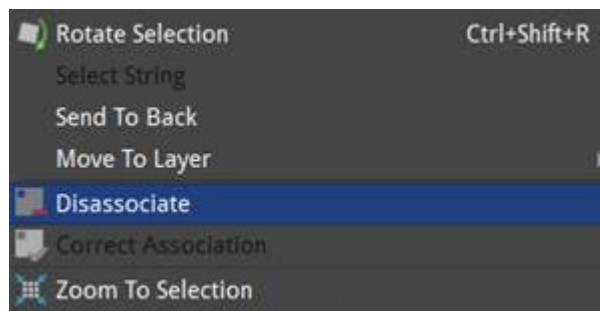 Rotate Selection Ctrl+Shift+R
Select String
Send To Back
Move To Layer
Disassociate
Correct Association
Zoom To Selection